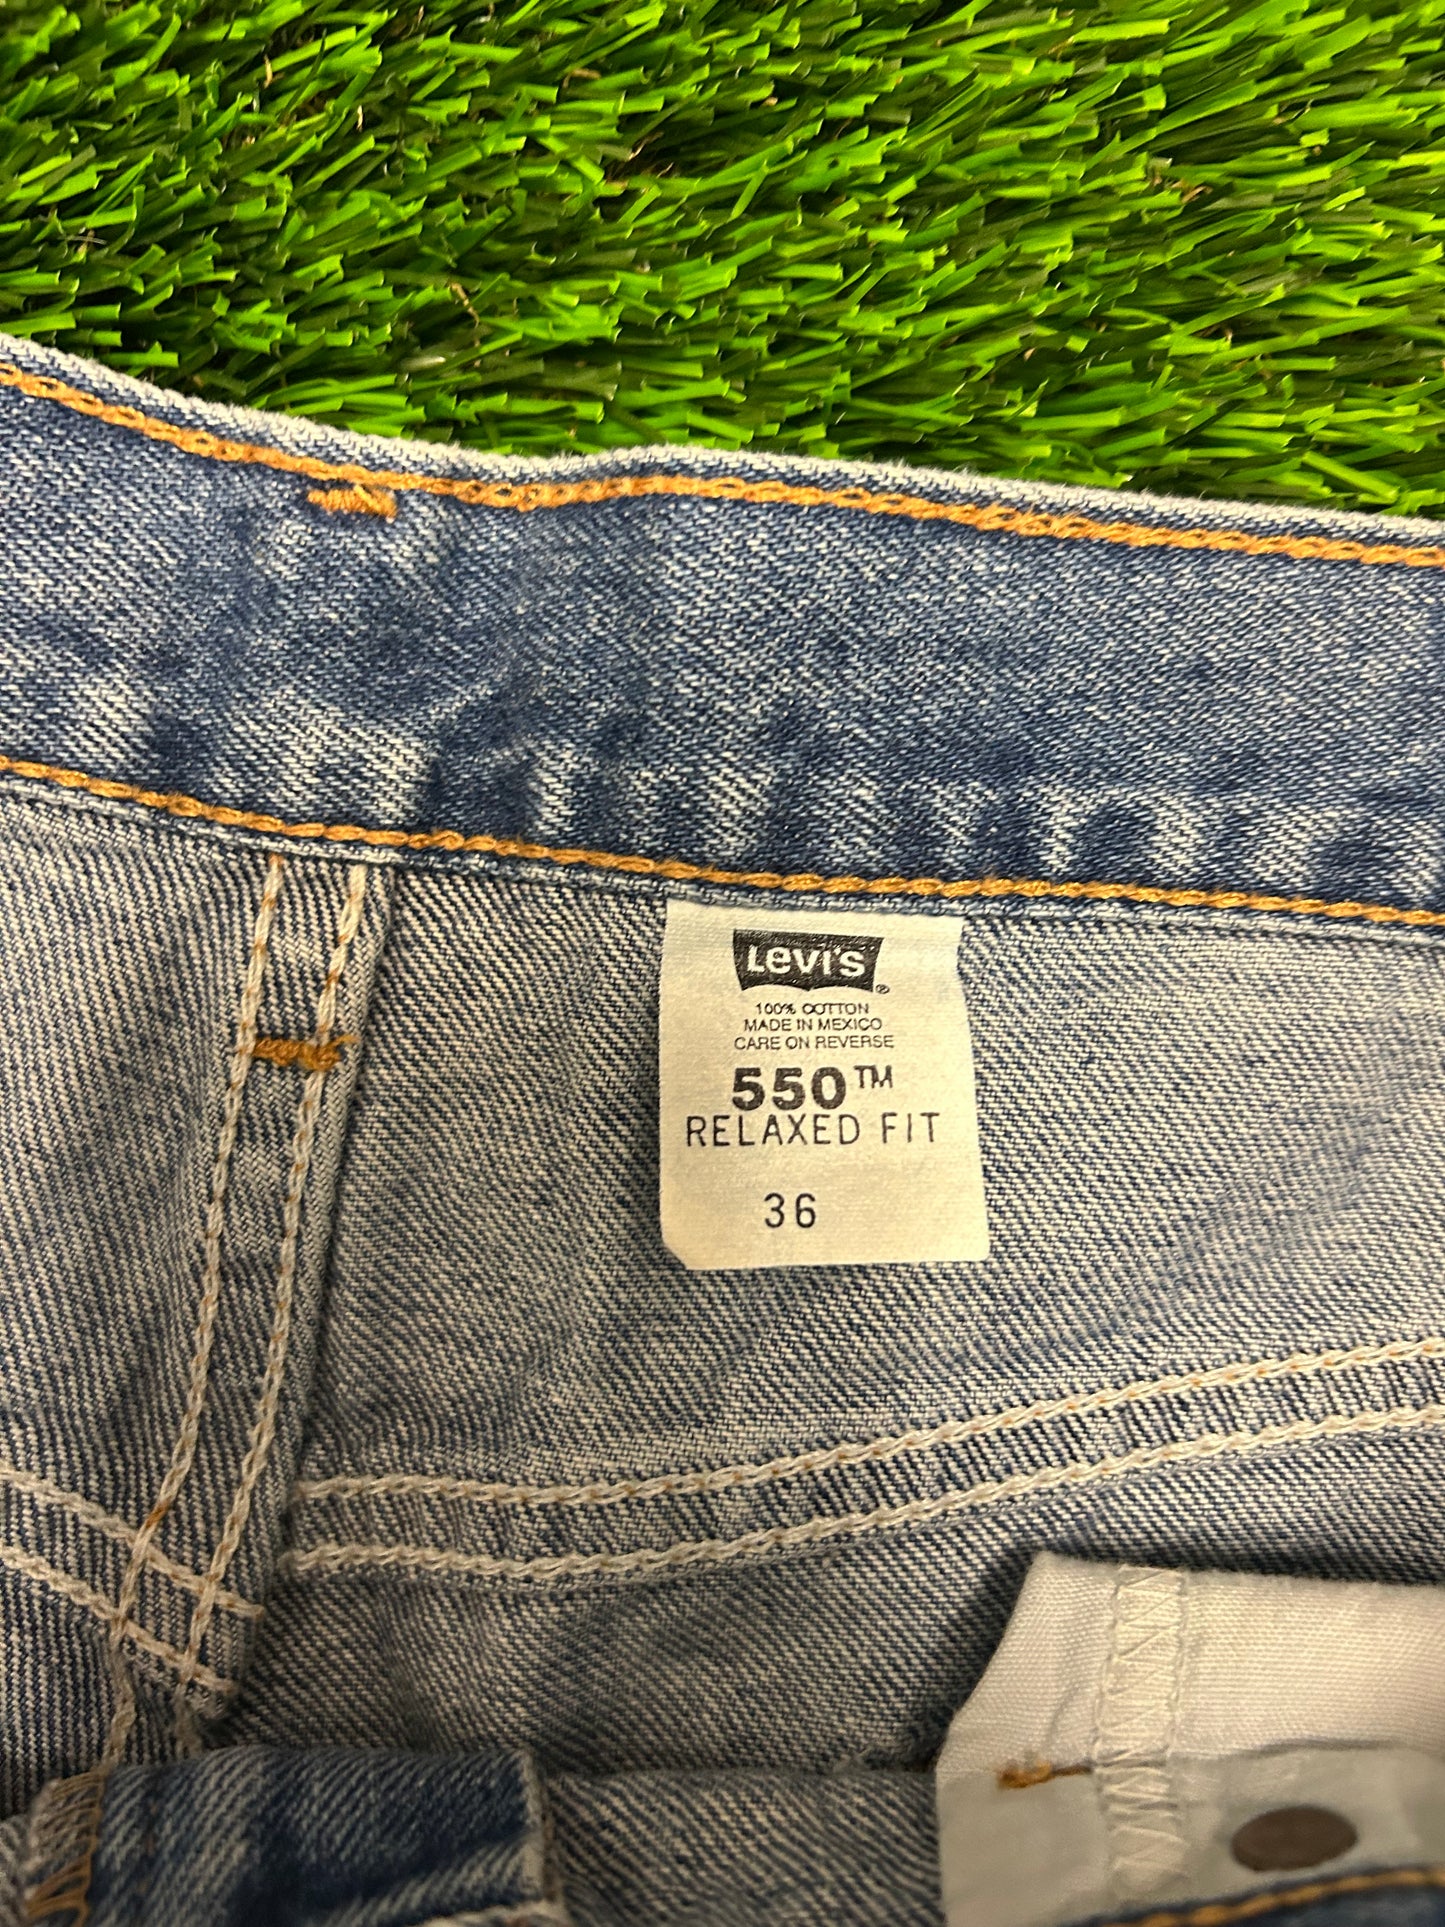 Levi's ®
100% COTTON
MADE IN MEXICO
CARE ON REVERSE
550™
RELAXED FIT
36